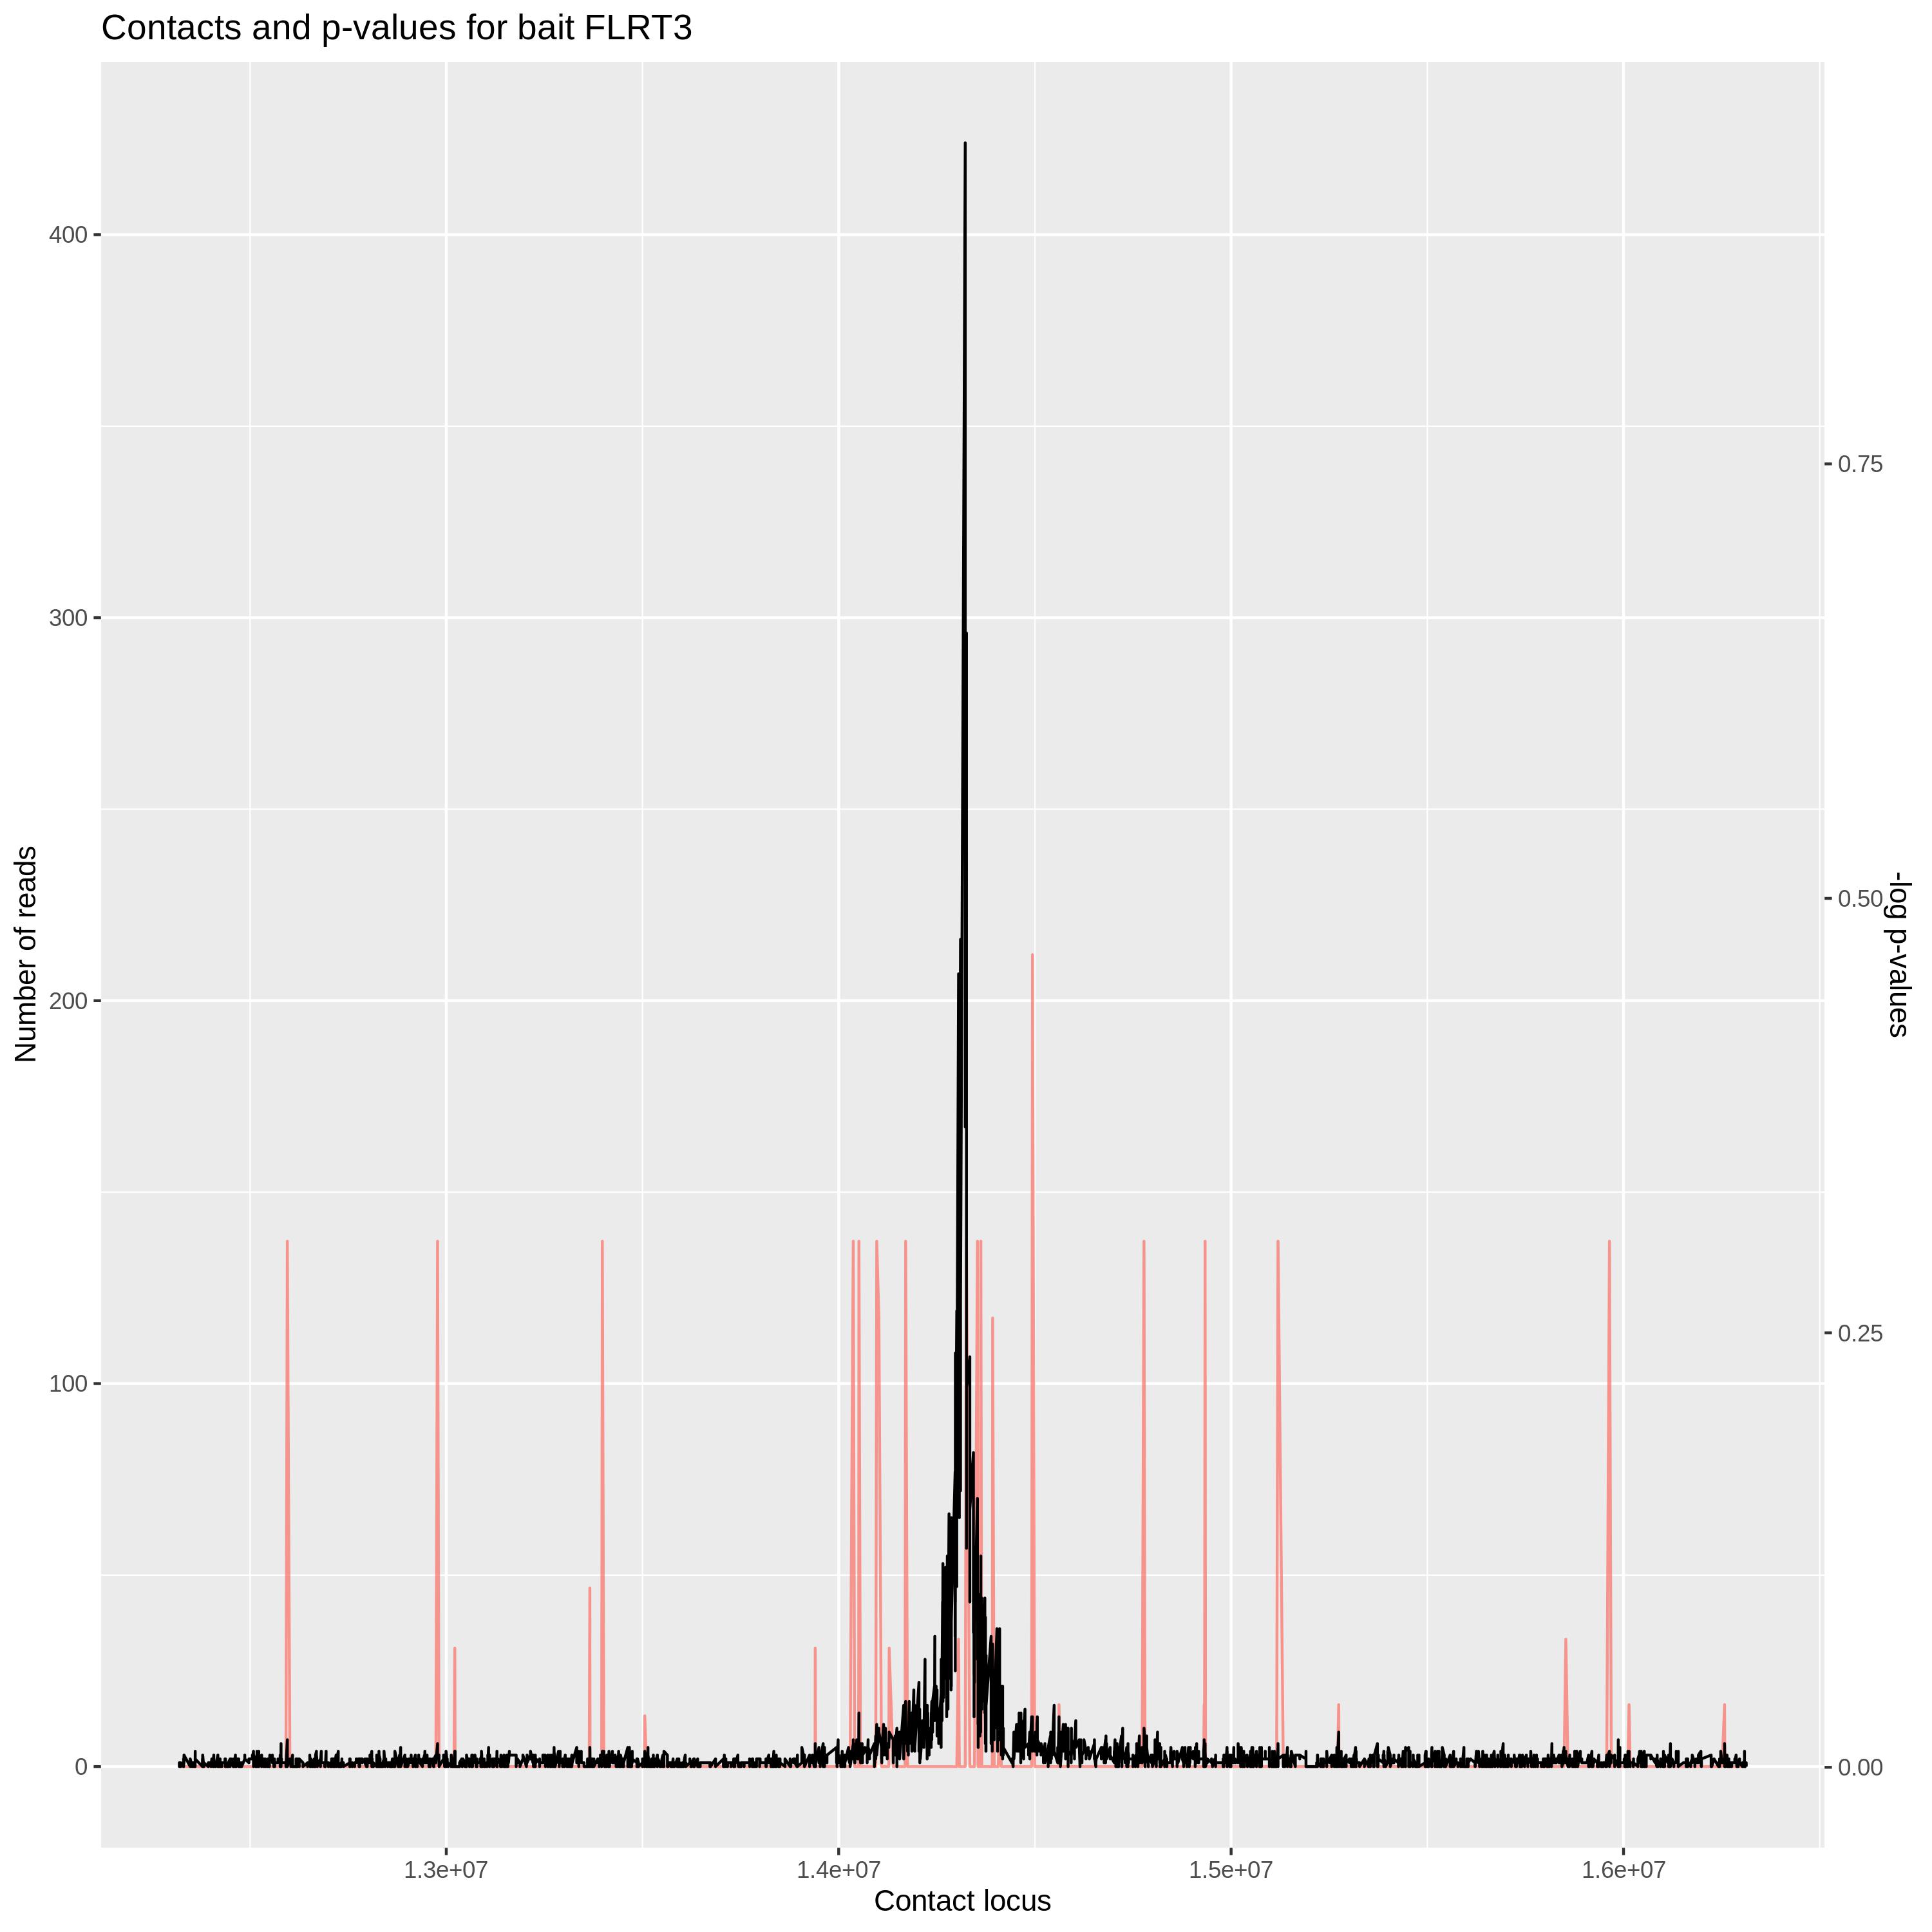 Contacts and p-values for bait FLRT3
Number of reads
400
300
200
100
0
0.75
0.50
0.25
0.00
-log p-values
1.3e+07
1.4e+07
1.5e+07
1.6e+07
Contact locus